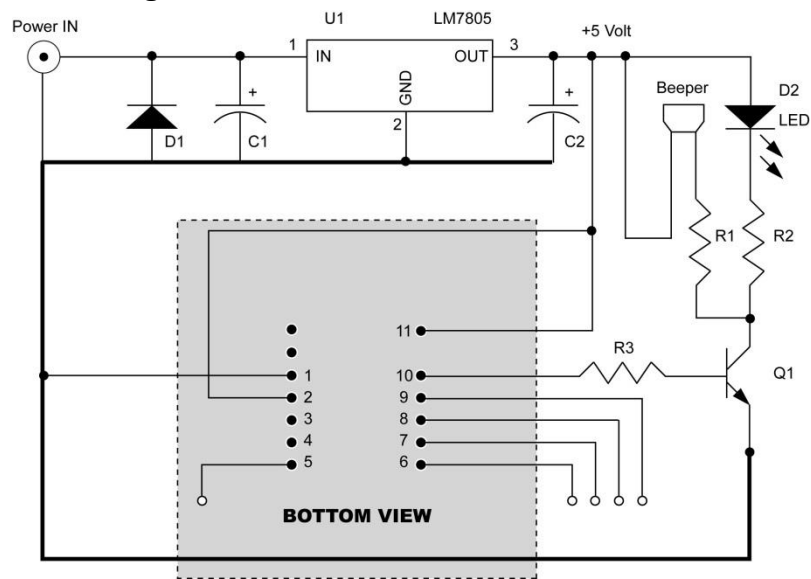 U1 LM7805
Power IN
+5 Volt
1 IN OUT 3
GND
2
+ C1
+ C2
D1
Beeper
D2
LED
R1 R2
11
1 10 R3 Q1
2 9
3 8
4 7
5 6
BOTTOM VIEW